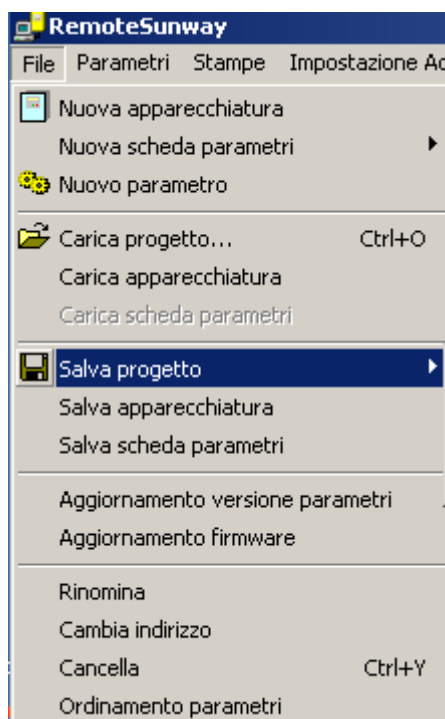 RemoteSunway
File Parametri Stampe Impostazione
Nuova apparecchiatura
Nuova scheda parametri
Nuovo parametro
Carica progetto... Ctrl+O
Carica apparecchiatura
Carica scheda parametri
Salva progetto
Salva apparecchiatura
Salva scheda parametri
Aggiornamento versione parametri
Aggiornamento firmware
Rinomina
Cambia indirizzo
Cancella Ctrl+Y
Ordinamento parametri